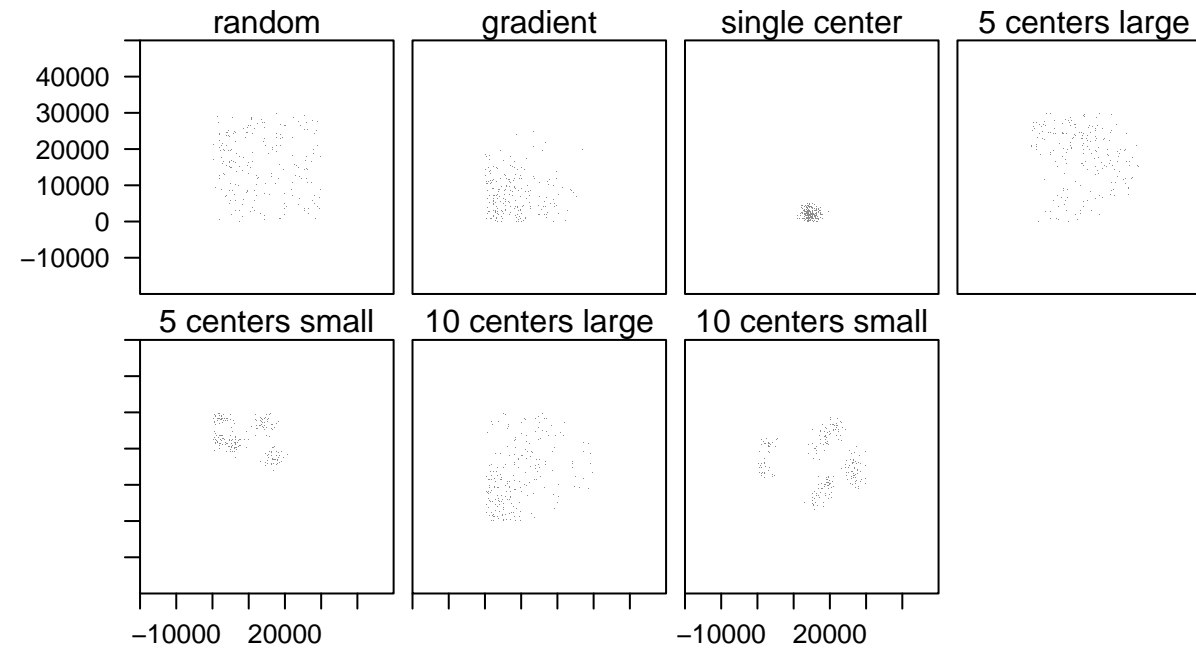 random gradient single center 5 centers large
40000
30000
20000
10000
0
−10000
5 centers small 10 centers large 10 centers small
−10000 20000 −10000 20000